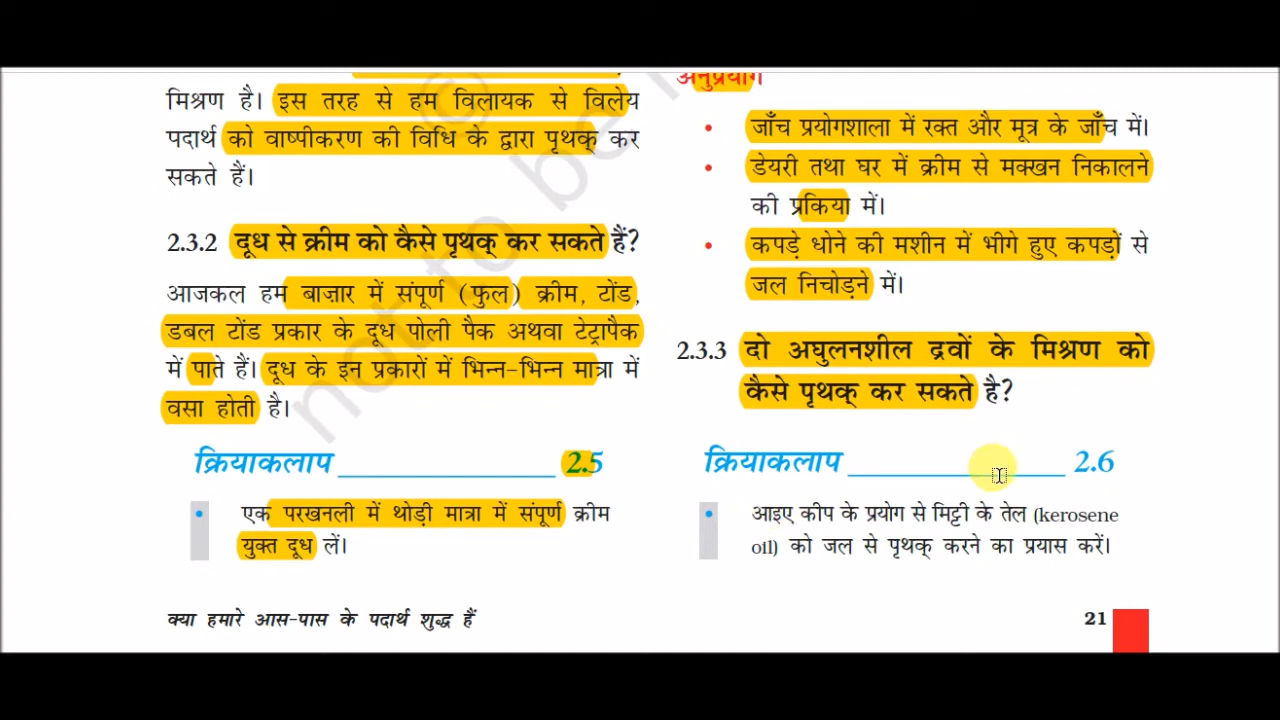 मिश्रण है। इस तरह से हम विलायक से विलेय
पदार्थ को वाष्पीकरण की विधि के द्वारा पृथक् कर
सकते हैं।
2.3.2 दूध से क्रीम को कैसे पृथक् कर सकते हैं?
आजकल हम बाज़ार में संपूर्ण (फुल) क्रीम, टोंड,
डबल टोंड प्रकार के दूध पोली पैक अथवा टेट्रापैक
में पाते हैं। दूध के इन प्रकारों में भिन्न-भिन्न मात्रा में
वसा होती है।
क्रियाकलाप 2.5
• एक परखनली में थोड़ी मात्रा में संपूर्ण क्रीम
युक्त दूध लें।
अनुप्रयोग
• जाँच प्रयोगशाला में रक्त और मूत्र के जाँच में।
• डेयरी तथा घर में क्रीम से मक्खन निकालने
की प्रकिया में।
• कपड़े धोने की मशीन में भीगे हुए कपड़ों से
जल निचोड़ने में।
2.3.3 दो अघुलनशील द्रवों के मिश्रण को
कैसे पृथक् कर सकते है?
क्रियाकलाप 2.6
• आइए कीप के प्रयोग से मिट्टी के तेल (kerosene
oil) को जल से पृथक् करने का प्रयास करें।
क्या हमारे आस-पास के पदार्थ शुद्ध हैं
21
not to be
©